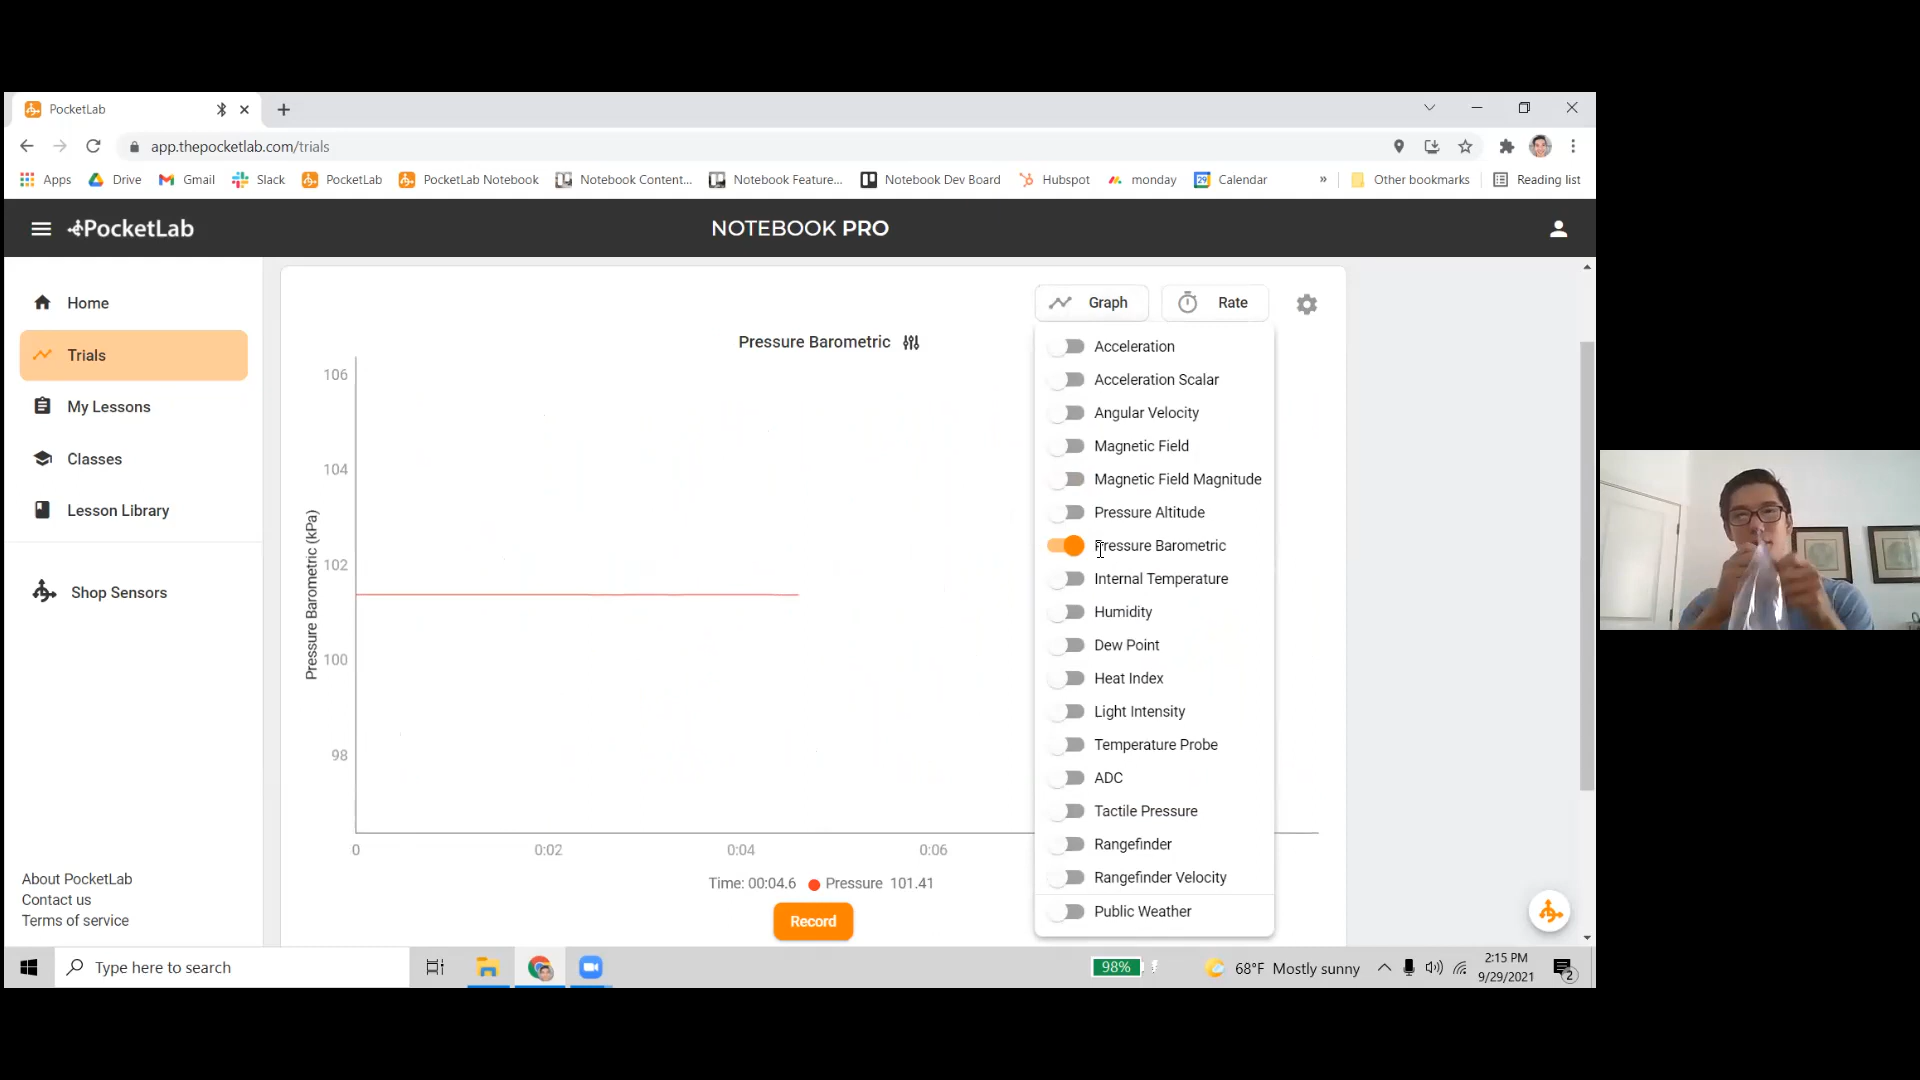 PocketLab
app.thepocketlab.com/trials
Apps Drive Gmail Slack PocketLab PocketLab Notebook Notebook Content... Notebook Feature... Notebook Dev Board Hubspot monday 29 Calendar » Other bookmarks Reading list
PocketLab
NOTEBOOK PRO
Home
Trials
My Lessons
Classes
Lesson Library
Shop Sensors
About PocketLab
Contact us
Terms of service
Graph
Rate
Pressure Barometric
Pressure Barometric (kPa)
106
104
102
100
98
0 0:02 0:04 0:06
Time: 00:04.6 Pressure 101.41
Record
Acceleration
Acceleration Scalar
Angular Velocity
Magnetic Field
Magnetic Field Magnitude
Pressure Altitude
Pressure Barometric
Internal Temperature
Humidity
Dew Point
Heat Index
Light Intensity
Temperature Probe
ADC
Tactile Pressure
Rangefinder
Rangefinder Velocity
Public Weather
Type here to search
98%
68°F Mostly sunny
2:15 PM
9/29/2021
2